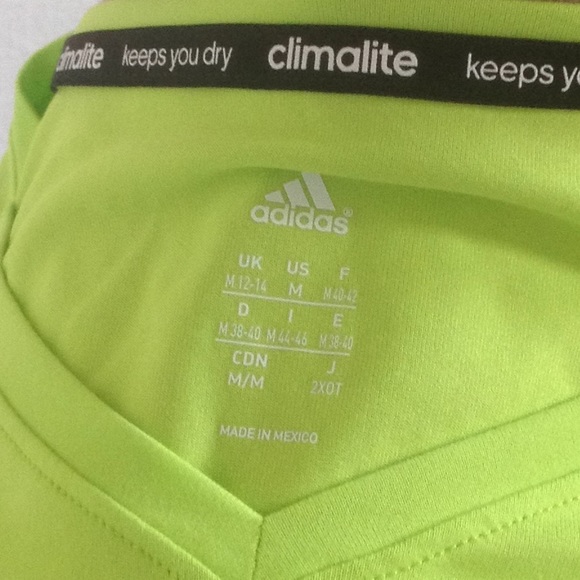 climalite keeps you dry climalite keeps
adidas®
UK US F
M 12-14 M M 40-42
D I E
M 38-40 M 44-46 M 38-40
CDN J
M/M 2XOT
MADE IN MEXICO